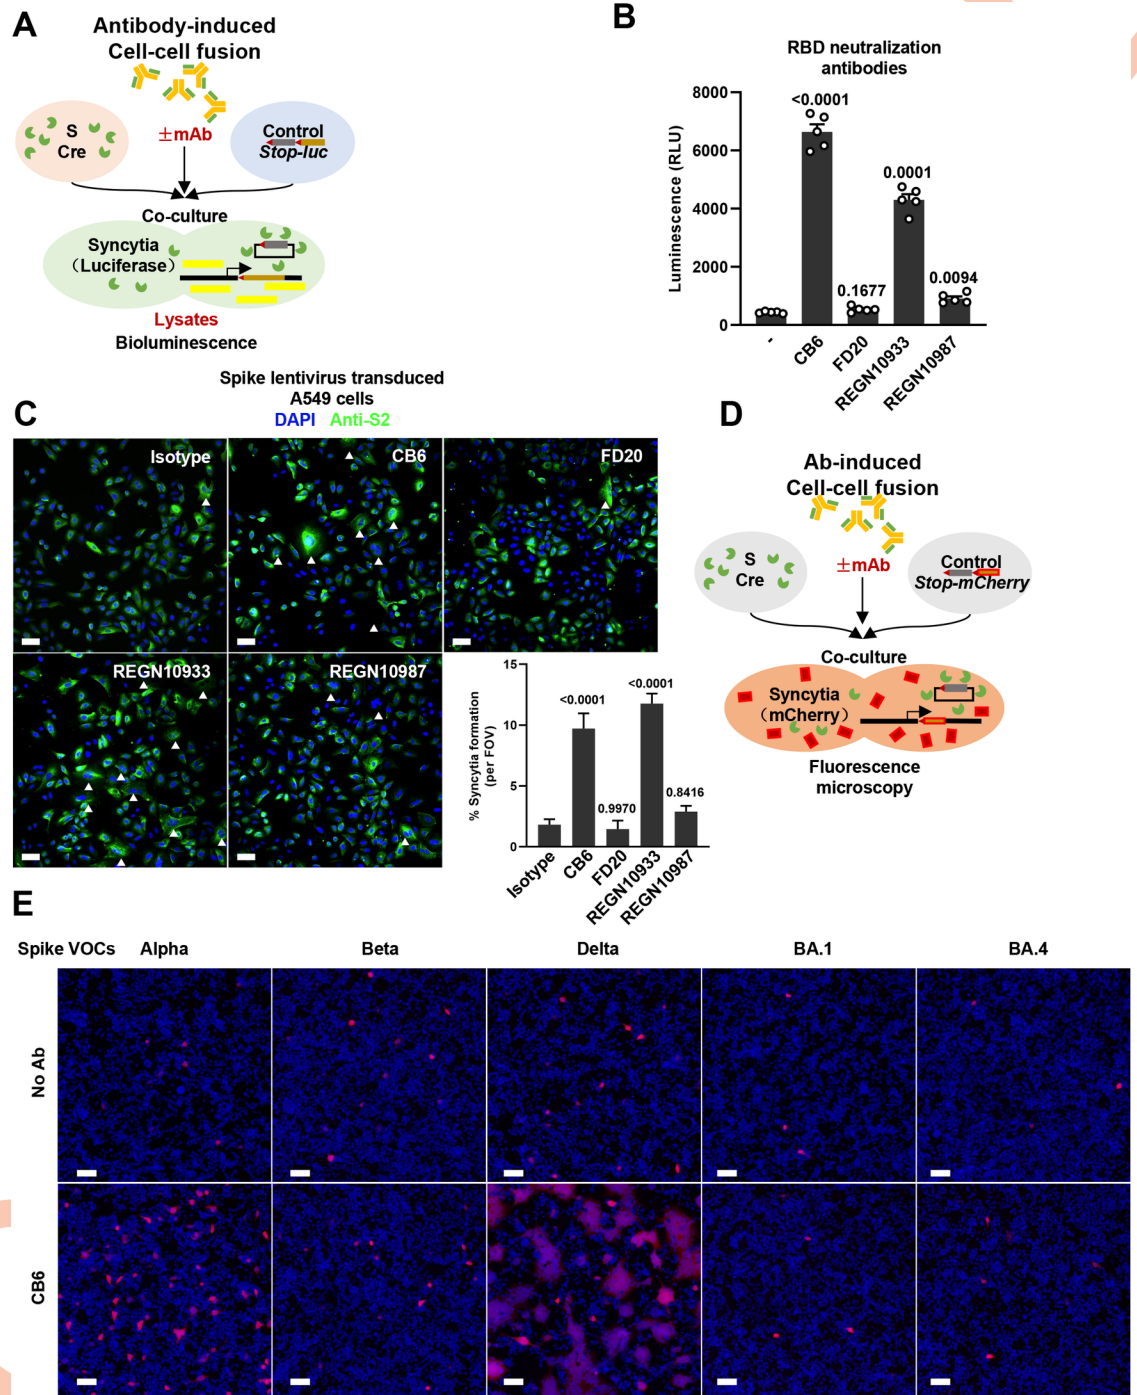 A
Antibody-induced
Cell-cell fusion
S
Cre
±mAb
Control
Stop-luc
Co-culture
Syncytia
(Luciferase)
Lysates
Bioluminescence
B
RBD neutralization
antibodies
Luminescence (RLU)
8000
6000
4000
2000
0
<0.0001
0.1677
0.0001
0.0094
-
CB6
FD20
REGN10933
REGN10987
C
Spike lentivirus transduced
A549 cells
DAPI Anti-S2
Isotype
CB6
FD20
REGN10933
REGN10987
% Syncytia formation
(per FOV)
15
10
5
0
<0.0001
0.9970
<0.0001
0.8416
Isotype
CB6
FD20
REGN10933
REGN10987
D
Ab-induced
Cell-cell fusion
S
Cre
±mAb
Control
Stop-mCherry
Co-culture
Syncytia
(mCherry)
Fluorescence
microscopy
E
Spike VOCs Alpha Beta Delta BA.1 BA.4
No Ab
CB6